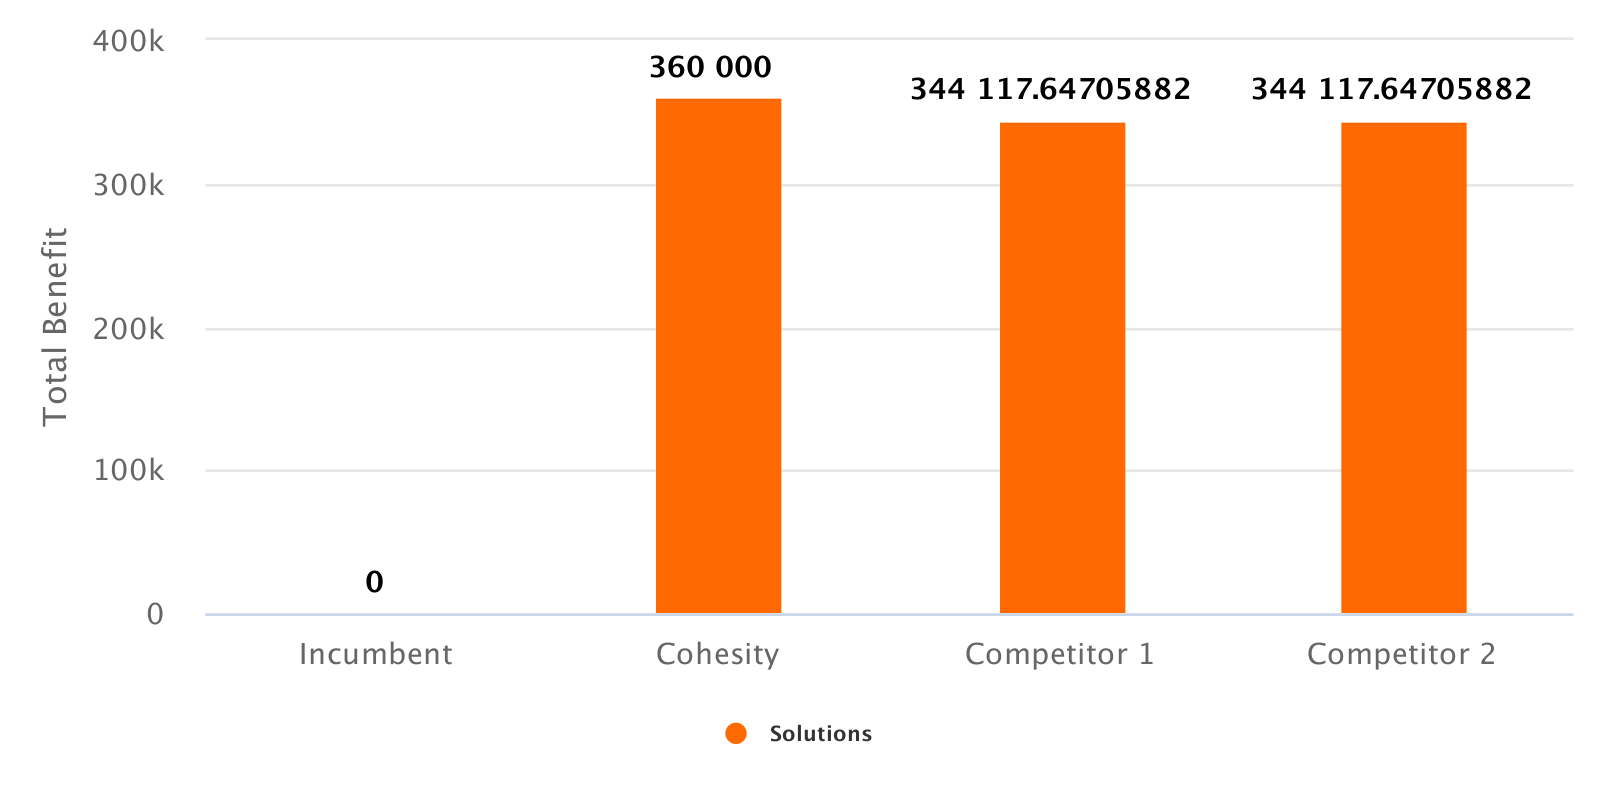 400k
360 000
344 117.64705882
344 117.64705882
300k
200k
100k
0
0
Total Benefit
Incumbent
Cohesity
Competitor 1
Competitor 2
Solutions